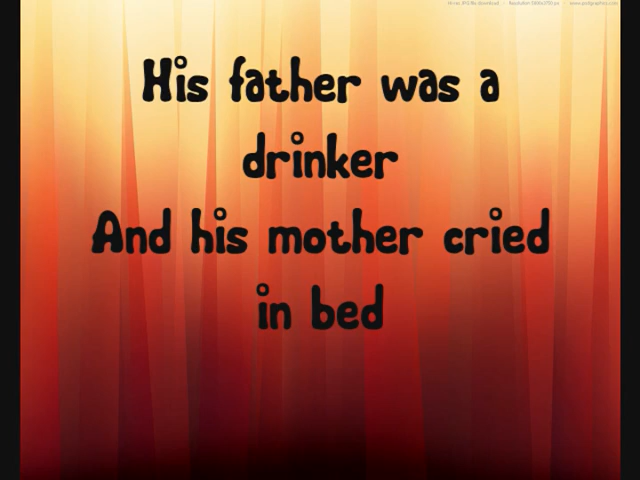 His father was a
drinker
And his mother cried
in bed